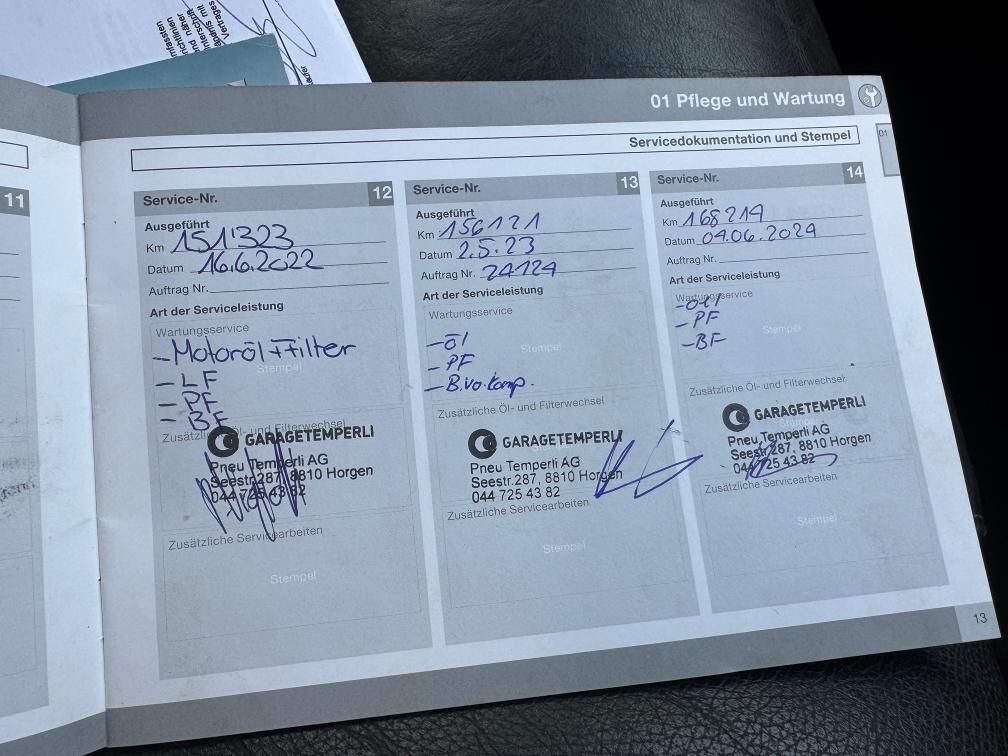 mfassten
nterschrift
Vertrages
01 Pflege und Wartung
01
Servicedokumentation und Stempel
11
Service-Nr. 12
Ausgeführt
Km 151'323
Datum 16.6.2022
Auftrag Nr.
Art der Serviceleistung
Wartungsservice
- Motoröl + Filter
Stempel
- LF
- PF
- BF
Zusätzliche Öl- und Filterwechsel
GARAGETEMPERLI
Pneu Temperli AG
Seestr.287, 8810 Horgen
044 725 43 82
Zusätzliche Servicearbeiten
Stempel
Service-Nr. 13
Ausgeführt
Km 156121
Datum 2.5.23
Auftrag Nr. 24124
Art der Serviceleistung
Wartungsservice
- öl
Stempel
- PF
- B.vo.komp.
Zusätzliche Öl- und Filterwechsel
GARAGETEMPERLI
Pneu Temperli AG
Seestr.287, 8810 Horgen
044 725 43 82
Zusätzliche Servicearbeiten
Stempel
Service-Nr. 14
Ausgeführt
Km 168219
Datum 04.06.2024
Auftrag Nr.
Art der Serviceleistung
Wartungsservice
- öl
- PF
Stempel
- BF
Zusätzliche Öl- und Filterwechsel
GARAGETEMPERLI
Pneu Temperli AG
Seestr.287, 8810 Horgen
044 725 43 82
Zusätzliche Servicearbeiten
Stempel
13